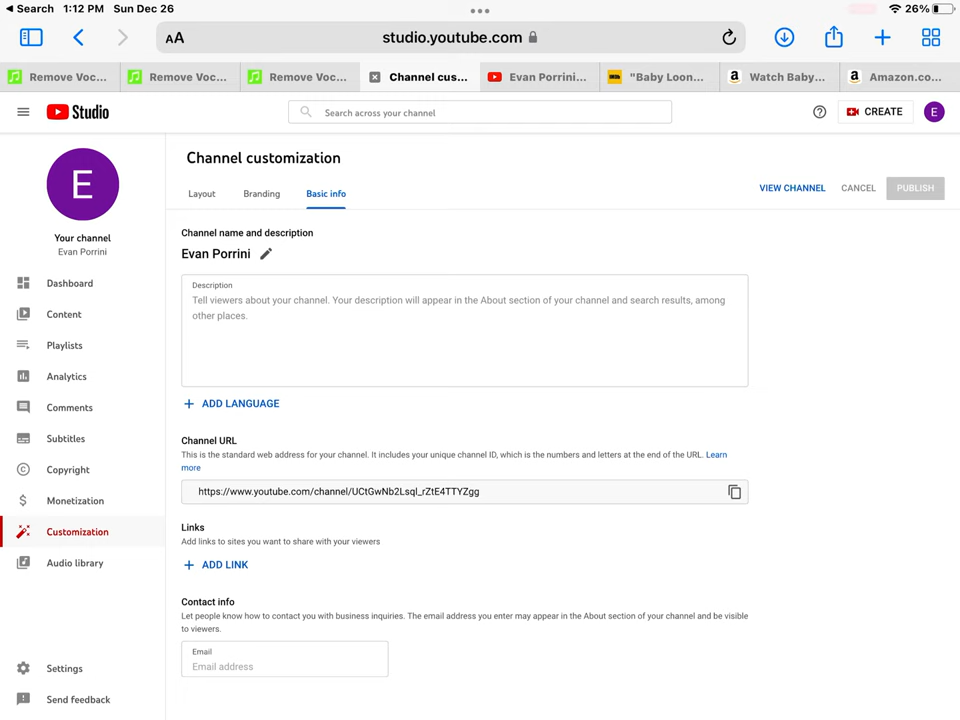 Search 1:12 PM Sun Dec 26
26%
AA
studio.youtube.com
Remove Voc...
Remove Voc...
Remove Voc...
Channel cus...
Evan Porrini...
"Baby Loon...
Watch Baby...
Amazon.co...
Studio
Search across your channel
CREATE
E
E
Your channel
Evan Porrini
Dashboard
Content
Playlists
Analytics
Comments
Subtitles
Copyright
Monetization
Customization
Audio library
Settings
Send feedback
Channel customization
Layout
Branding
Basic info
VIEW CHANNEL
CANCEL
PUBLISH
Channel name and description
Evan Porrini
Description
Tell viewers about your channel. Your description will appear in the About section of your channel and search results, among
other places.
ADD LANGUAGE
Channel URL
This is the standard web address for your channel. It includes your unique channel ID, which is the numbers and letters at the end of the URL. Learn
more
https://www.youtube.com/channel/UCtGwNb2Lsql_rZtE4TTYZgg
Links
Add links to sites you want to share with your viewers
ADD LINK
Contact info
Let people know how to contact you with business inquiries. The email address you enter may appear in the About section of your channel and be visible
to viewers.
Email
Email address